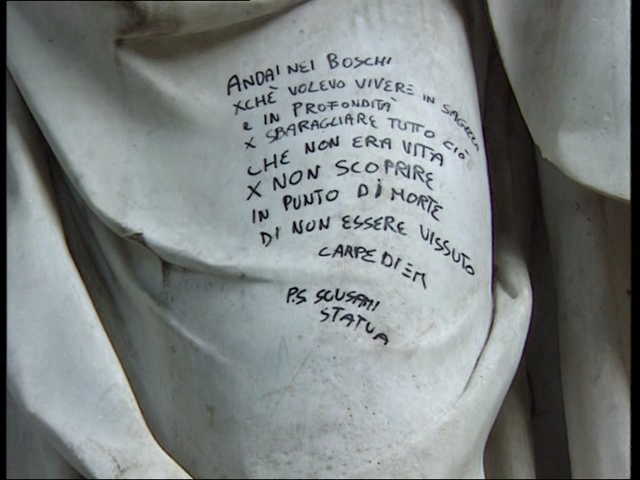 ANDAI NEI BOSCHI
XCHÈ VOLEVO VIVERE IN SAGGEZZA
e IN PROFONDITÀ
X SBARAGLIARE TUTTO CIÒ
CHE NON ERA VITA
X NON SCOPRIRE
IN PUNTO DI MORTE
DI NON ESSERE VISSUTO
CARPE DIEM
P.S SCUSAMI
STATUA